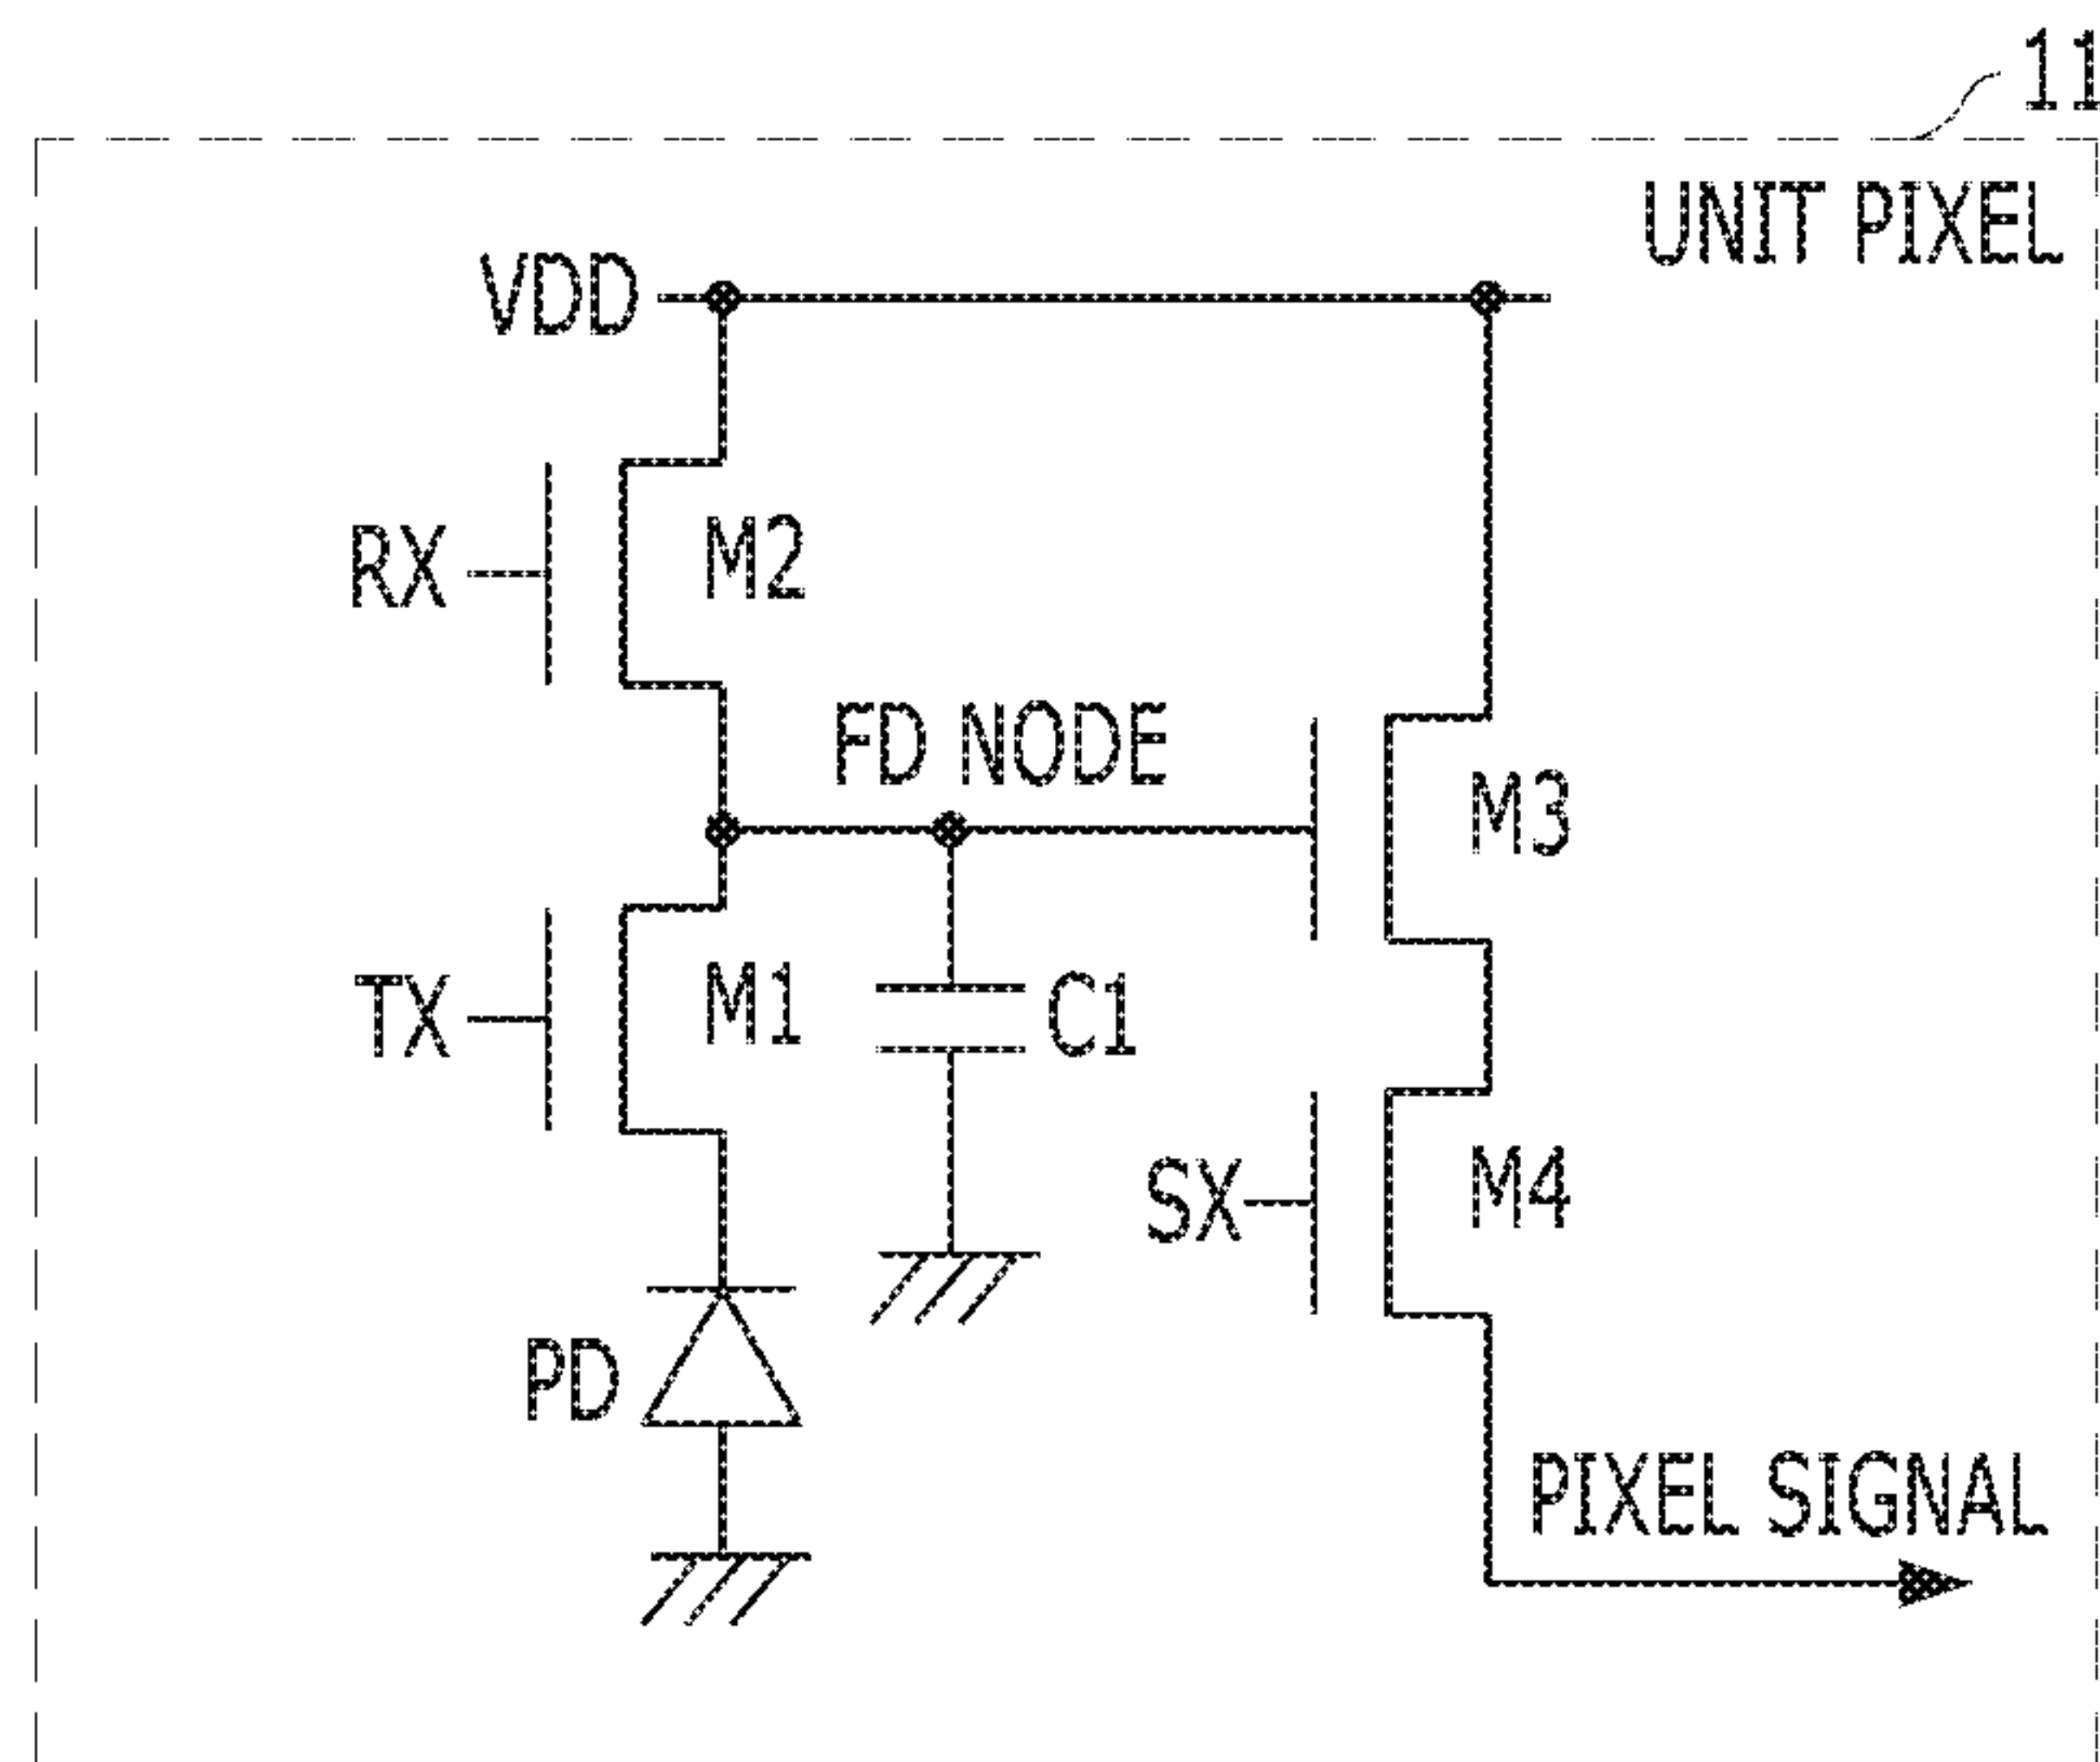 11
UNIT PIXEL
VDD
RX
M2
FD NODE
M3
TX
M1
C1
SX
M4
PD
PIXEL SIGNAL